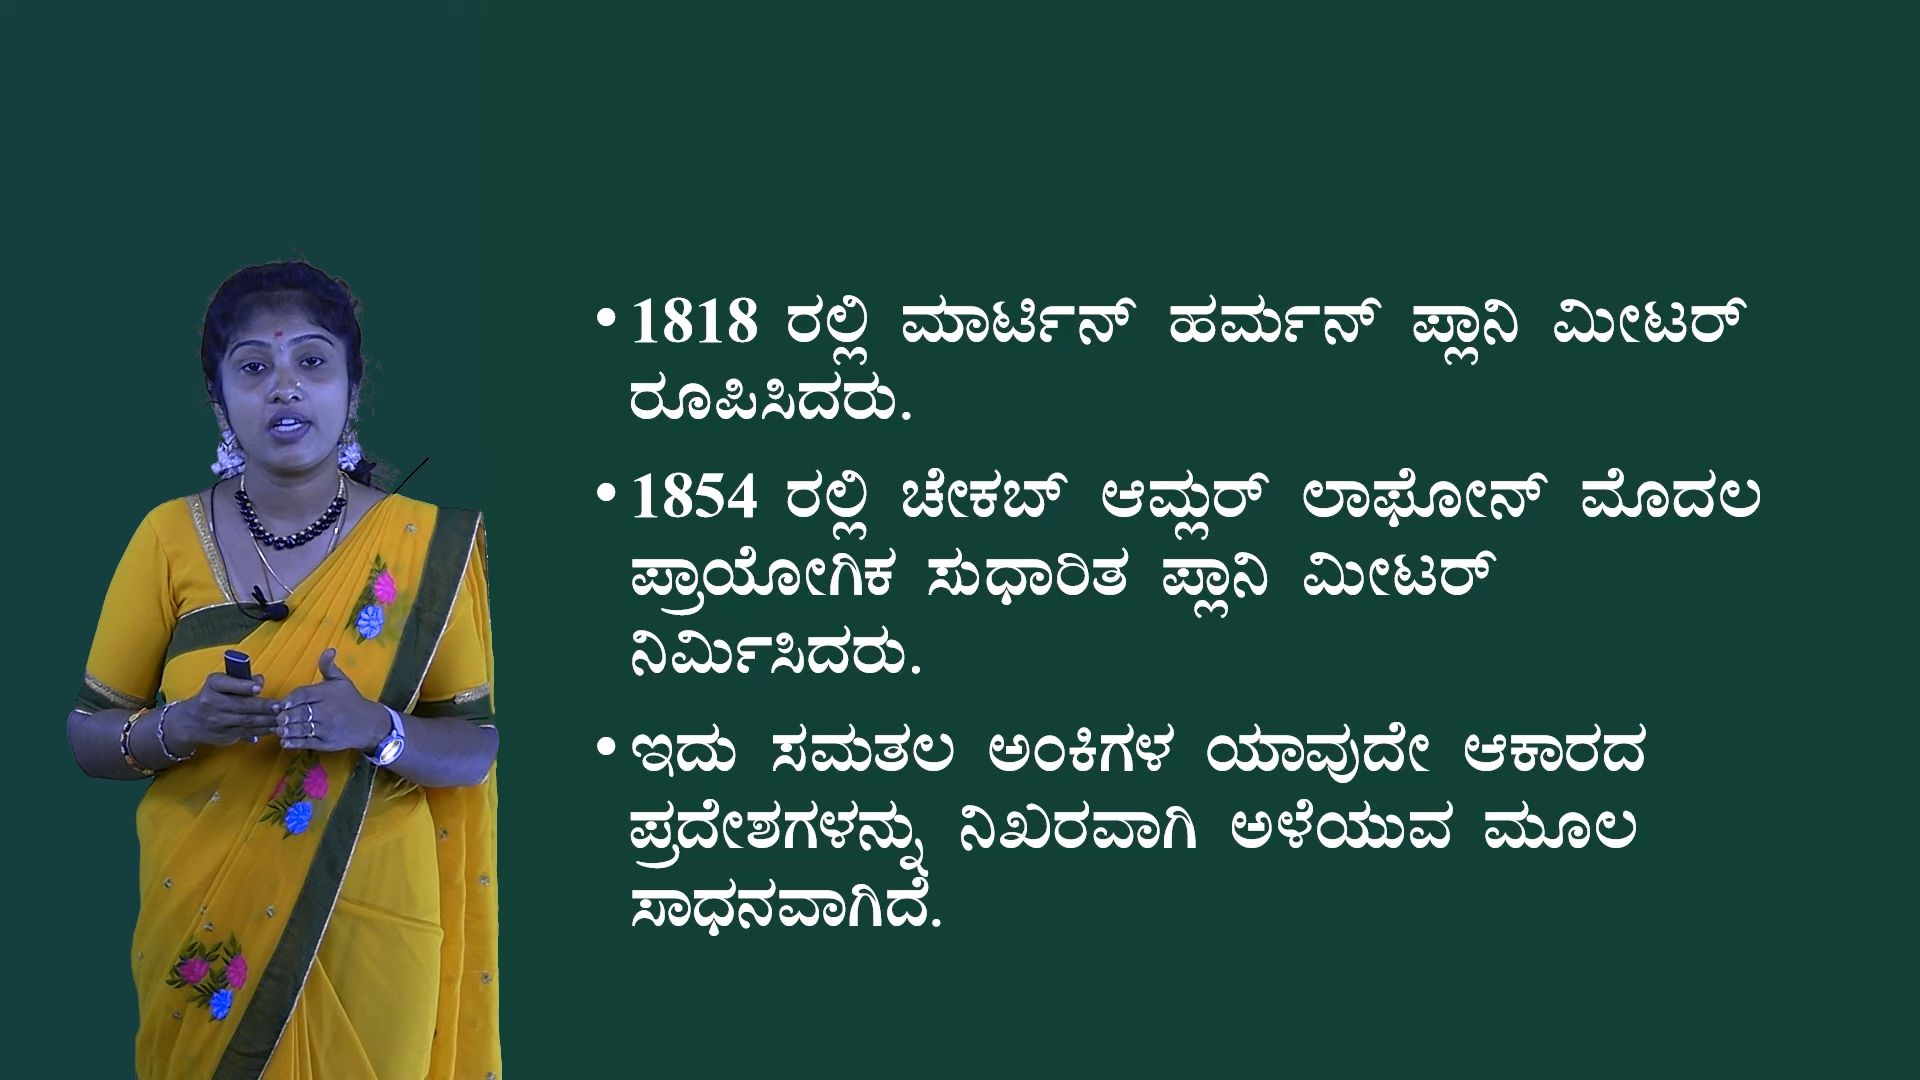 • 1818 ರಲ್ಲಿ ಮಾರ್ಟಿನ್ ಹರ್ಮನ್ ಪ್ಲಾನಿ ಮೀಟರ್
ರೂಪಿಸಿದರು.
• 1854 ರಲ್ಲಿ ಚೇಕಬ್ ಆಮ್ಲರ್ ಲಾಫೋನ್ ಮೊದಲ
ಪ್ರಾಯೋಗಿಕ ಸುಧಾರಿತ ಪ್ಲಾನಿ ಮೀಟರ್
ನಿರ್ಮಿಸಿದರು.
• ಇದು ಸಮತಲ ಅಂಕಿಗಳ ಯಾವುದೇ ಆಕಾರದ
ಪ್ರದೇಶಗಳನ್ನು ನಿಖರವಾಗಿ ಅಳೆಯುವ ಮೂಲ
ಸಾಧನವಾಗಿದೆ.